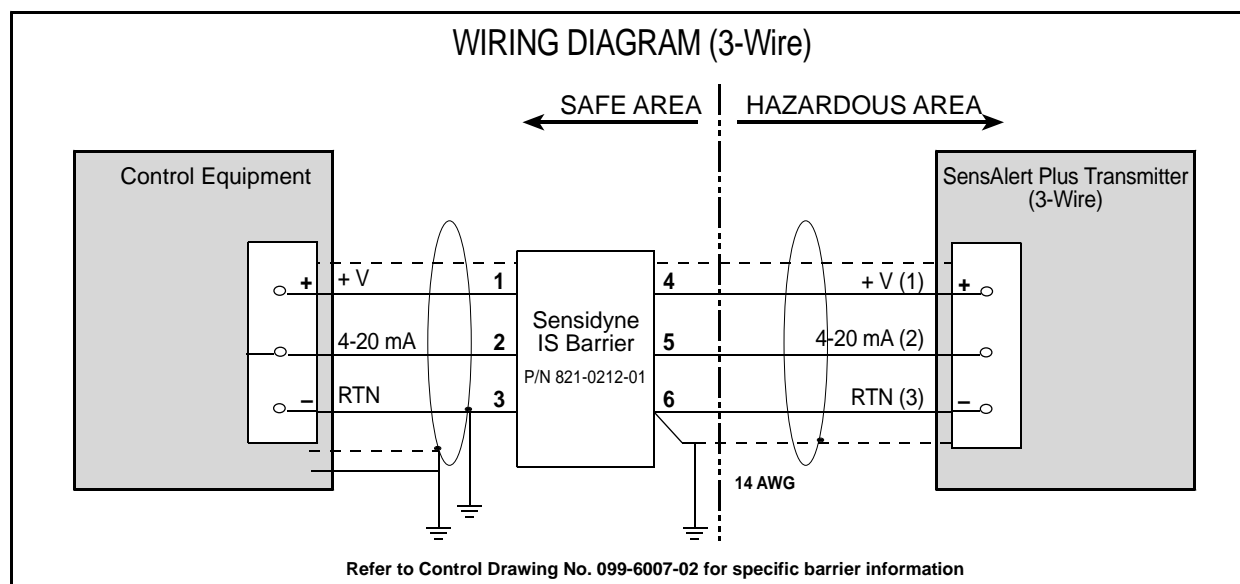 WIRING DIAGRAM (3-Wire)
SAFE AREA
HAZARDOUS AREA
Control Equipment
SensAlert Plus Transmitter
(3-Wire)
+
+ V
1
4
+ V (1)
+
4-20 mA
2
Sensidyne
IS Barrier
P/N 821-0212-01
5
4-20 mA (2)
–
RTN
3
6
RTN (3)
–
14 AWG
Refer to Control Drawing No. 099-6007-02 for specific barrier information